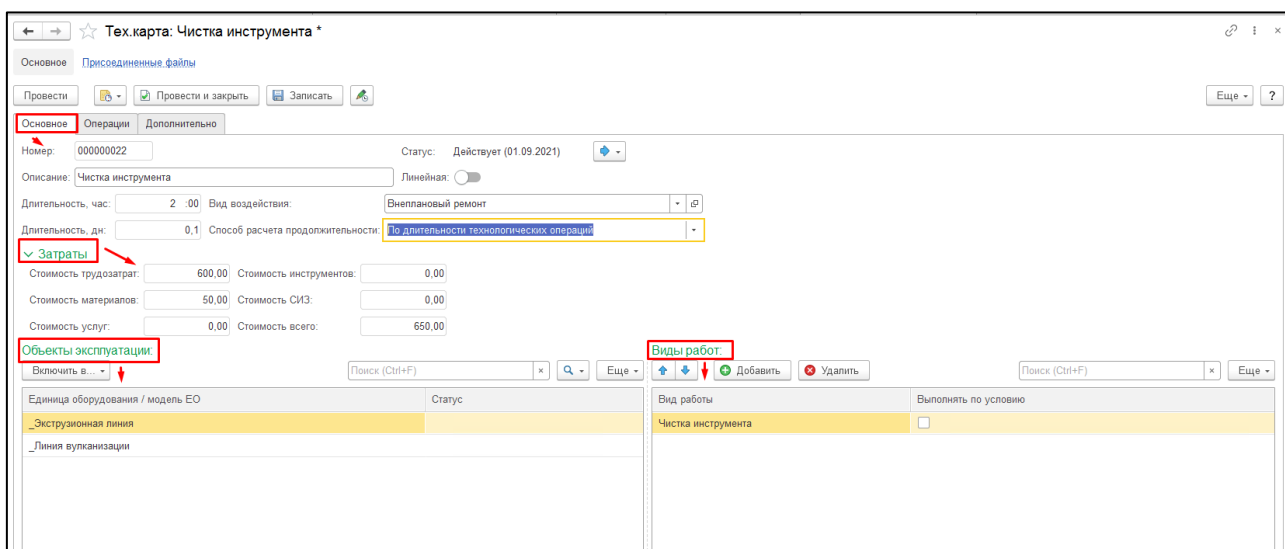 Тех.карта: Чистка инструмента *
Основное Присоединенные файлы
Провести Провести и закрыть Записать Еще ?
Основное Операции Дополнительно
Номер: 000000022 Статус: Действует (01.09.2021)
Описание: Чистка инструмента Линейная:
Длительность, час: 2 :00 Вид воздействия: Внеплановый ремонт
Длительность, дн: 0,1 Способ расчета продолжительности: По длительности технологических операций
Затраты
Стоимость трудозатрат: 600,00 Стоимость инструментов: 0,00
Стоимость материалов: 50,00 Стоимость СИЗ: 0,00
Стоимость услуг: 0,00 Стоимость всего: 650,00
Объекты эксплуатации: Виды работ:
Включить в... Поиск (Ctrl+F) × Еще Добавить Удалить Поиск (Ctrl+F) × Еще
Единица оборудования / модель ЕО Статус Вид работы Выполнять по условию
_Экструзионная линия Чистка инструмента
_Линия вулканизации